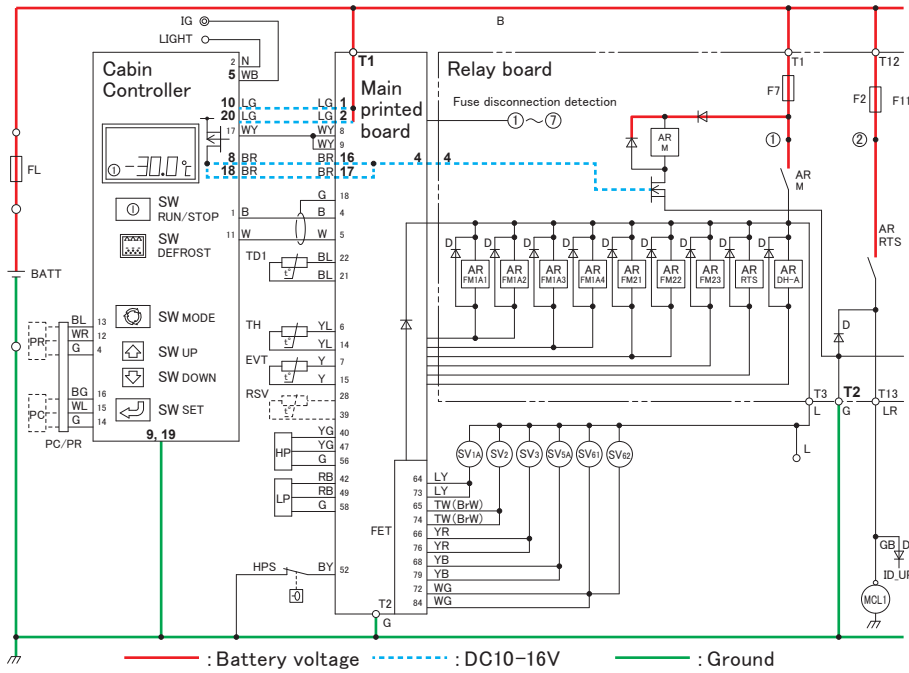 IG
B
LIGHT
2 N
5 WB
T1
T1
T12
Cabin
Controller
Main
printed
board
Relay board
F7
F2
F11
10 LG
LG 1
20 LG
LG 2
Fuse disconnection detection
① ~ ⑦
17 WY
WY 8
WY 9
AR
M
①
②
8 BR
BR 16
4
4
18 BR
BR 17
① -30.0℃
FL
AR
M
G 18
SW
RUN/STOP
1 B
B 4
11 W
W 5
SW
DEFROST
AR
RTS
TD1
BL 22
BL 21
t°
D
D
D
D
D
D
D
D
D
AR
FM1A1
AR
FM1A2
AR
FM1A3
AR
FM1A4
AR
FM21
AR
FM22
AR
FM23
AR
RTS
AR
DH-A
BATT
BL 13
WR 12
G 4
PR
SW MODE
TH
YL 6
YL 14
t°
D
SW UP
EVT
Y 7
Y 15
t°
SW DOWN
RSV
28
39
t°
BG 16
WL 15
G 14
PC
SW SET
T3
L
T2
G
T13
LR
PC/PR
9, 19
HP
YG 40
YG 47
G 56
SV1A
SV2
SV3
SV5A
SV61
SV62
L
LP
RB 42
RB 49
G 58
FET
64 LY
73 LY
65 TW(BrW)
74 TW(BrW)
66 YR
76 YR
68 YB
79 YB
72 WG
84 WG
GB
D
ID_UP
HPS
BY 52
MCL1
T2
G
: Battery voltage
: DC10-16V
: Ground